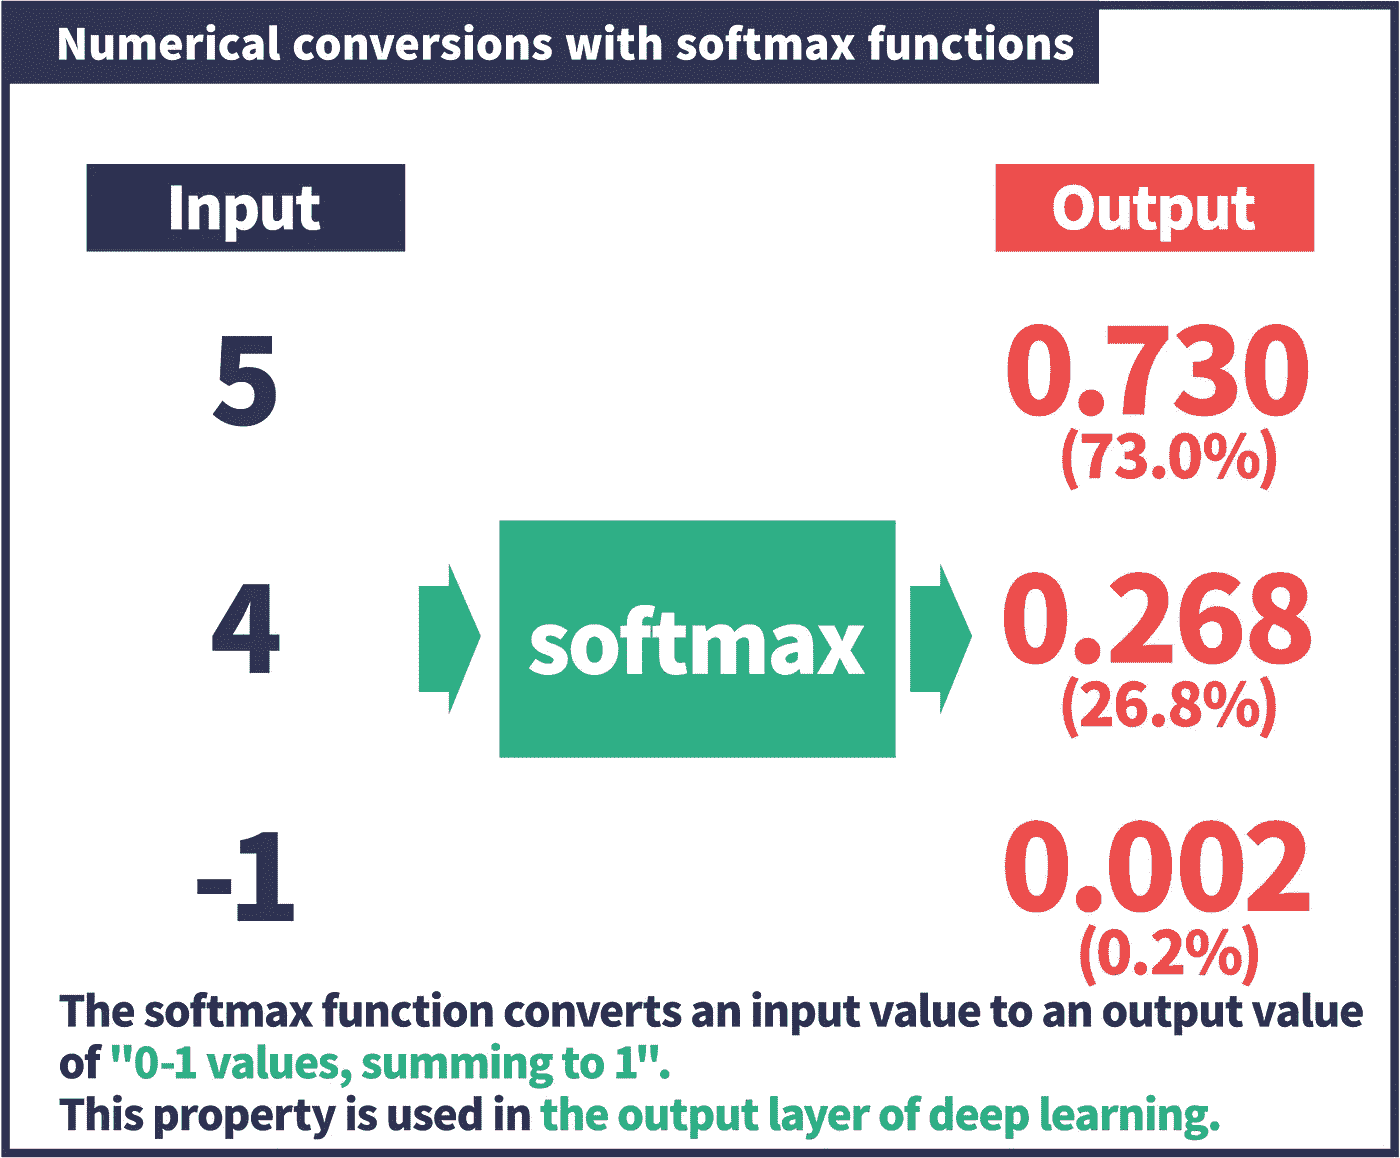 Numerical conversions with softmax functions
Input
Output
5
0.730
(73.0%)
4
softmax
0.268
(26.8%)
-1
0.002
(0.2%)
The softmax function converts an input value to an output value
of "0-1 values, summing to 1".
This property is used in the output layer of deep learning.